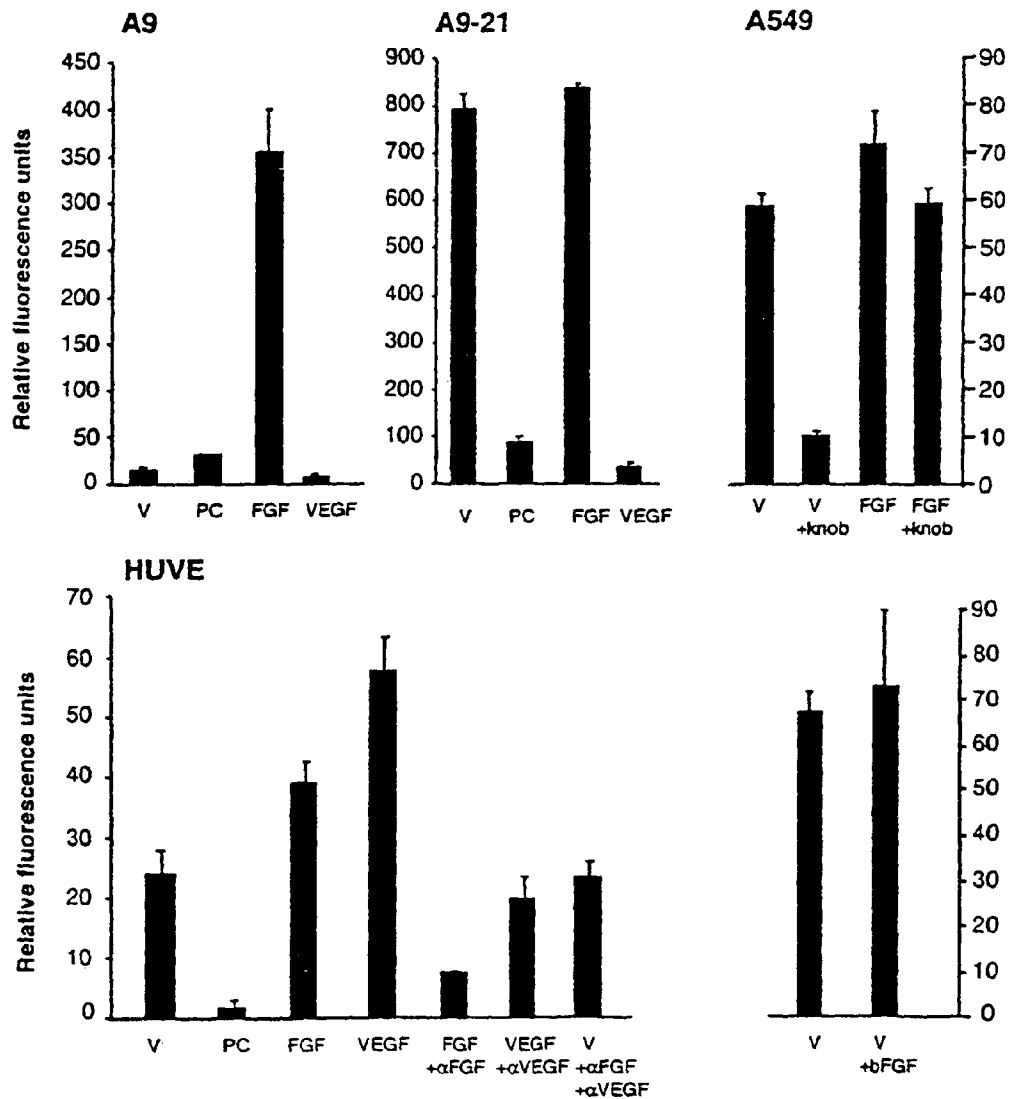 A9
A9-21
A549
Relative fluorescence units
450
400
350
300
250
200
150
100
50
0
V
PC
FGF
VEGF
900
800
700
600
500
400
300
200
100
0
V
PC
FGF
VEGF
90
80
70
60
50
40
30
20
10
0
V
V
+knob
FGF
FGF
+knob
HUVE
Relative fluorescence units
70
60
50
40
30
20
10
0
V
PC
FGF
VEGF
FGF
+αFGF
VEGF
+αVEGF
V
+αFGF
+αVEGF
90
80
70
60
50
40
30
20
10
0
V
V
+bFGF